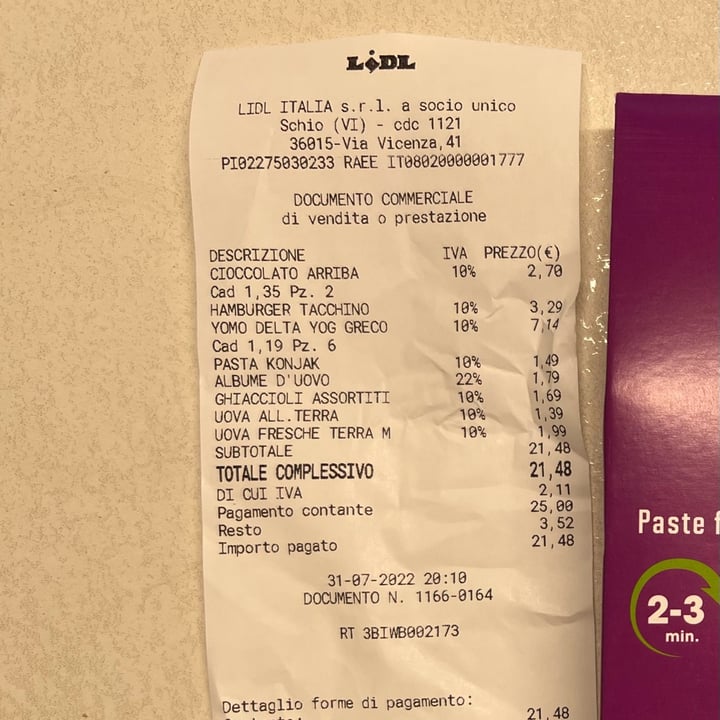 LIDL
LIDL ITALIA s.r.l. a socio unico
Schio (VI) - cdc 1121
36015-Via Vicenza,41
PI02275030233 RAEE IT08020000001777
DOCUMENTO COMMERCIALE
di vendita o prestazione
DESCRIZIONE IVA PREZZO(€)
CIOCCOLATO ARRIBA 10% 2,70
Cad 1,35 Pz. 2
HAMBURGER TACCHINO 10% 3,29
YOMO DELTA YOG GRECO 10% 7,14
Cad 1,19 Pz. 6
PASTA KONJAK 10% 1,49
ALBUME D'UOVO 22% 1,79
GHIACCIOLI ASSORTITI 10% 1,69
UOVA ALL.TERRA 10% 1,39
UOVA FRESCHE TERRA M 10% 1,99
SUBTOTALE 21,48
TOTALE COMPLESSIVO 21,48
DI CUI IVA 2,11
Pagamento contante 25,00
Resto 3,52
Importo pagato 21,48
31-07-2022 20:10
DOCUMENTO N. 1166-0164
RT 3BIWB002173
Dettaglio forme di pagamento:
21,48
Paste f
2-3
min.